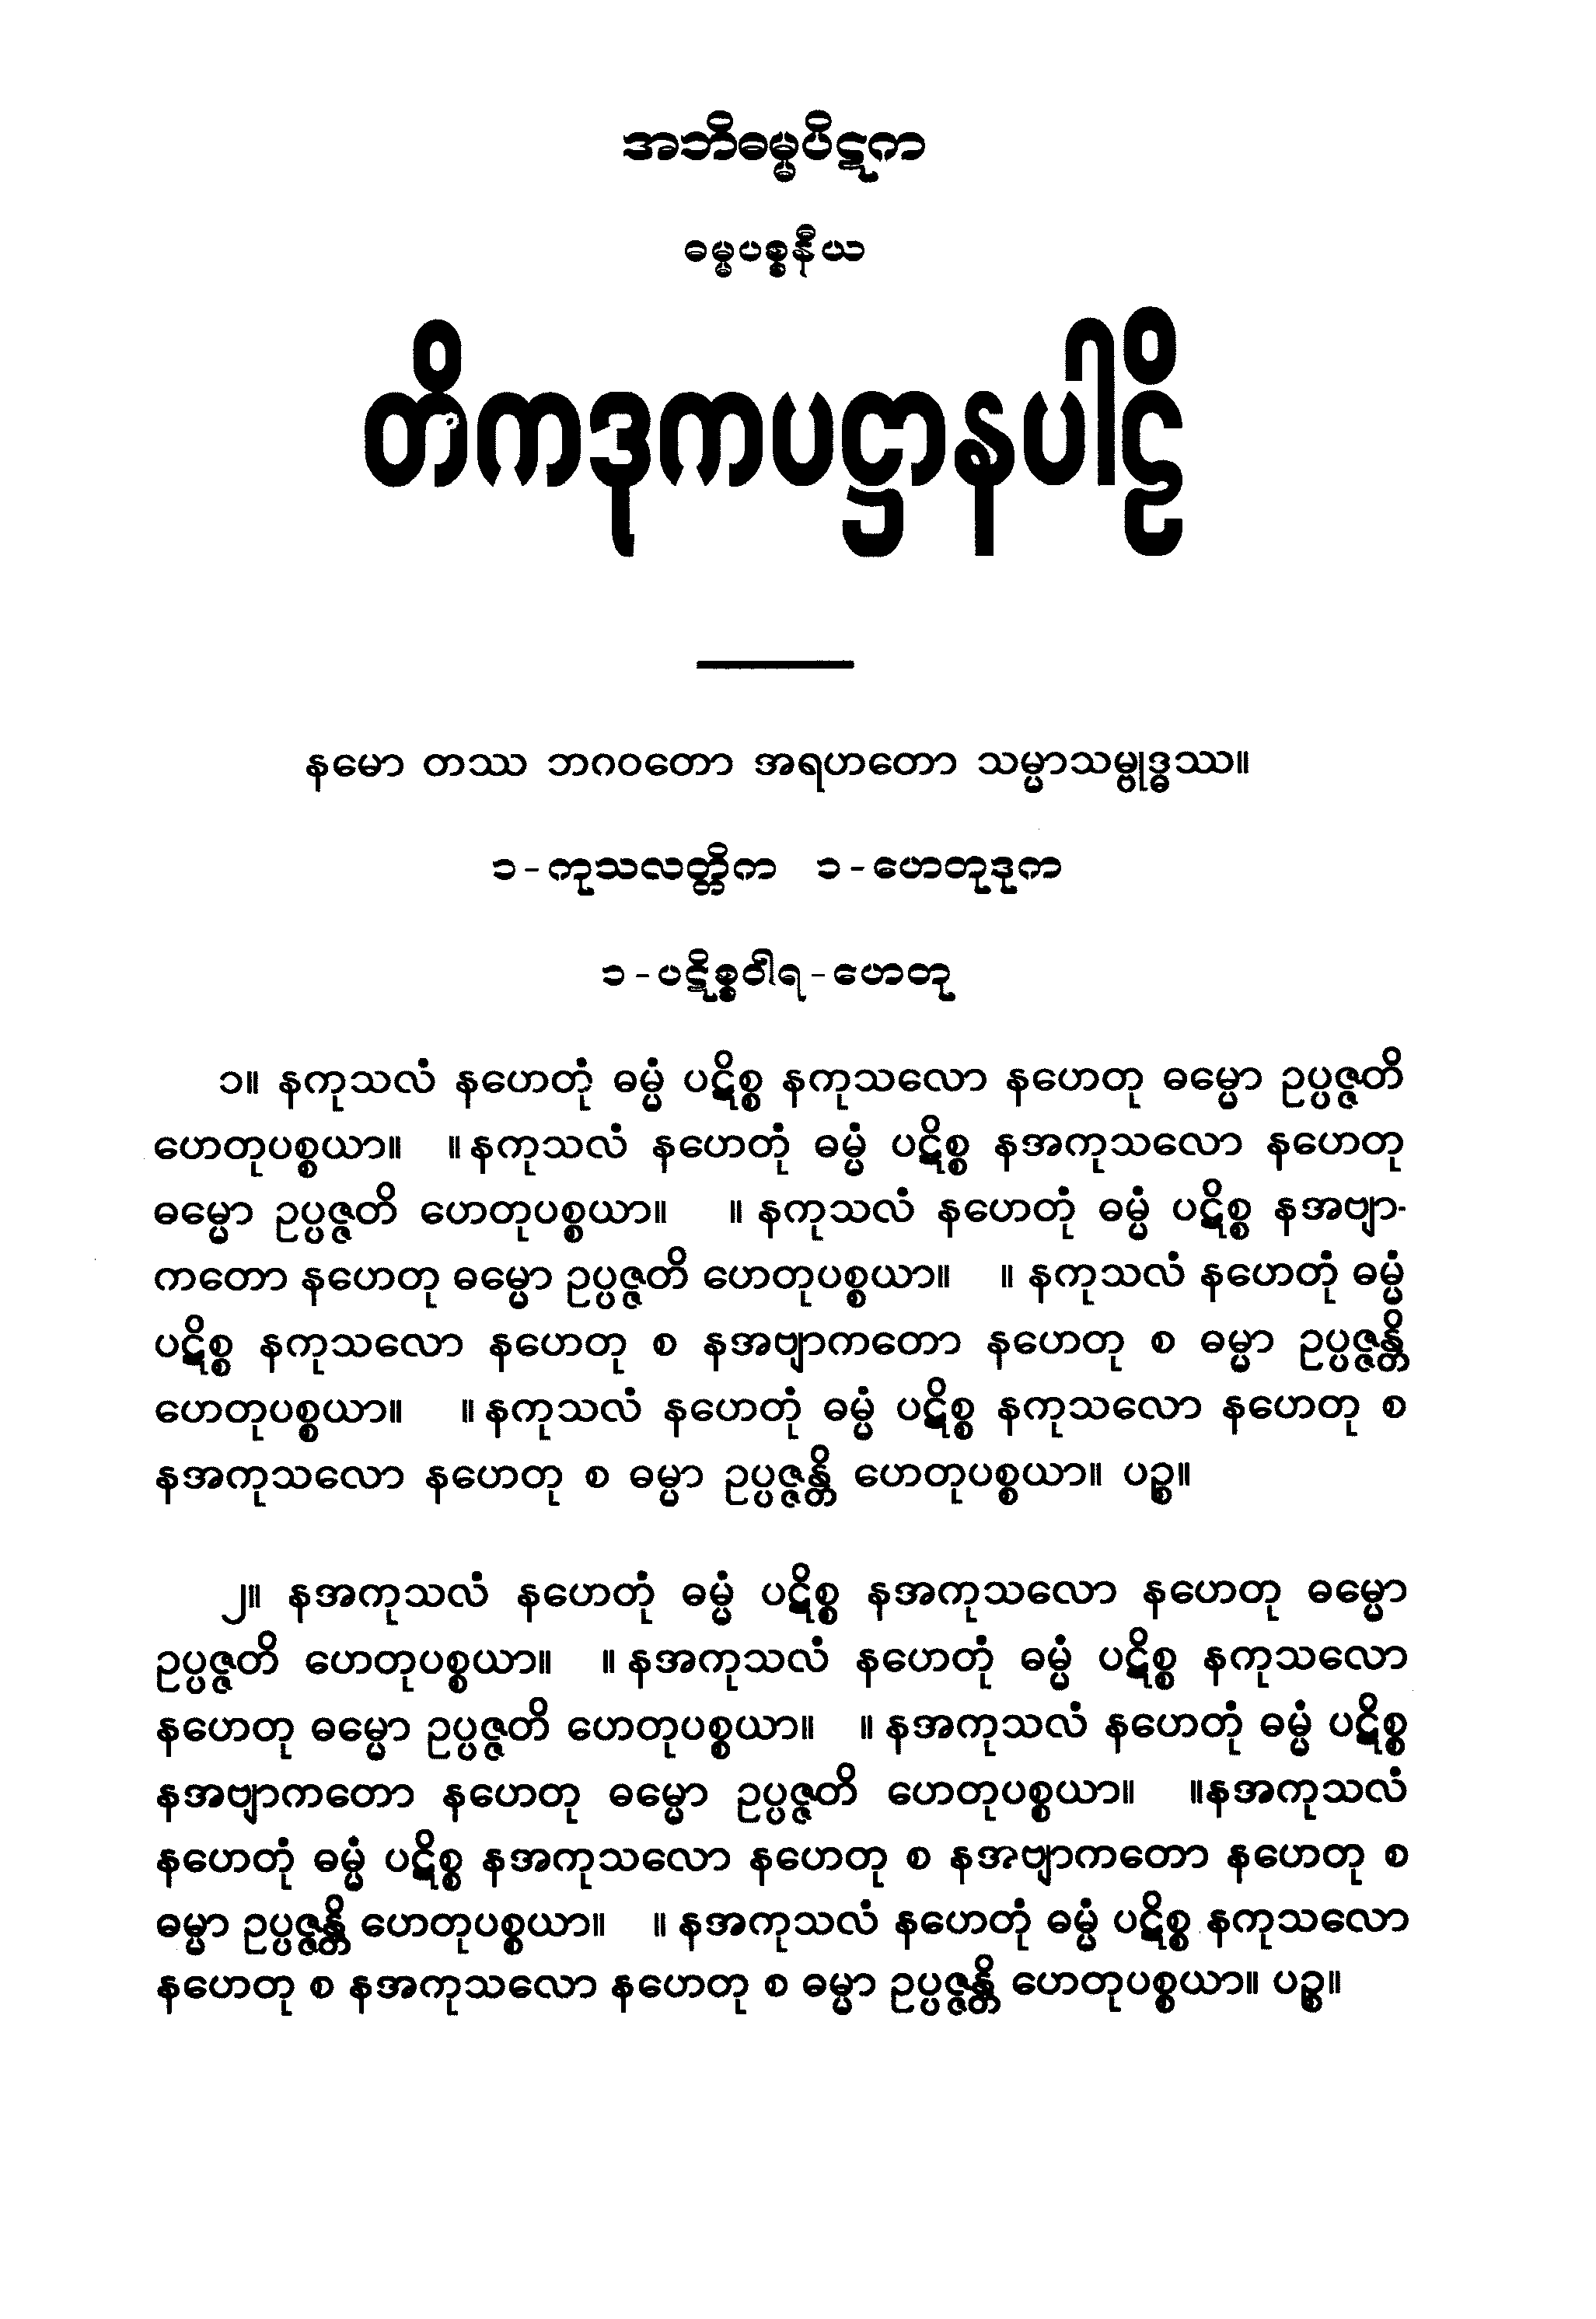 အဘိဓမ္မပိဋက
ဓမ္မပစ္စနီယ
တိကဒုကပဋ္ဌာနပါဠိ
နမော တဿ ဘဂဝတော အရဟတော သမ္မာသမ္ဗုဒ္ဓဿ။
၁-ကုသလတ္တိက ၁-ဟေတုဒုက
၁-ပဋိစ္စဝါရ-ဟေတု
၁။ နကုသလံ နဟေတုံ ဓမ္မံ ပဋိစ္စ နကုသလော နဟေတု ဓမ္မော ဥပ္ပဇ္ဇတိ
ဟေတုပစ္စယာ။ ။နကုသလံ နဟေတုံ ဓမ္မံ ပဋိစ္စ နအကုသလော နဟေတု
ဓမ္မော ဥပ္ပဇ္ဇတိ ဟေတုပစ္စယာ။ ။ နကုသလံ နဟေတုံ ဓမ္မံ ပဋိစ္စ နအဗျာ-
ကတော နဟေတု ဓမ္မော ဥပ္ပဇ္ဇတိ ဟေတုပစ္စယာ။ ။ နကုသလံ နဟေတုံ ဓမ္မံ
ပဋိစ္စ နကုသလော နဟေတု စ နအဗျာကတော နဟေတု စ ဓမ္မာ ဥပ္ပဇ္ဇန္တိ
ဟေတုပစ္စယာ။ ။နကုသလံ နဟေတုံ ဓမ္မံ ပဋိစ္စ နကုသလော နဟေတု စ
နအကုသလော နဟေတု စ ဓမ္မာ ဥပ္ပဇ္ဇန္တိ ဟေတုပစ္စယာ။ ပဉ္စ။
၂။ နအကုသလံ နဟေတုံ ဓမ္မံ ပဋိစ္စ နအကုသလော နဟေတု ဓမ္မော
ဥပ္ပဇ္ဇတိ ဟေတုပစ္စယာ။ ။နအကုသလံ နဟေတုံ ဓမ္မံ ပဋိစ္စ နကုသလော
နဟေတု ဓမ္မော ဥပ္ပဇ္ဇတိ ဟေတုပစ္စယာ။ ။နအကုသလံ နဟေတုံ ဓမ္မံ ပဋိစ္စ
နအဗျာကတော နဟေတု ဓမ္မော ဥပ္ပဇ္ဇတိ ဟေတုပစ္စယာ။ ။နအကုသလံ
နဟေတုံ ဓမ္မံ ပဋိစ္စ နအကုသလော နဟေတု စ နအဗျာကတော နဟေတု စ
ဓမ္မာ ဥပ္ပဇ္ဇန္တိ ဟေတုပစ္စယာ။ ။ နအကုသလံ နဟေတုံ ဓမ္မံ ပဋိစ္စ နကုသလော
နဟေတု စ နအကုသလော နဟေတု စ ဓမ္မာ ဥပ္ပဇ္ဇန္တိ ဟေတုပစ္စယာ။ ပဉ္စ။